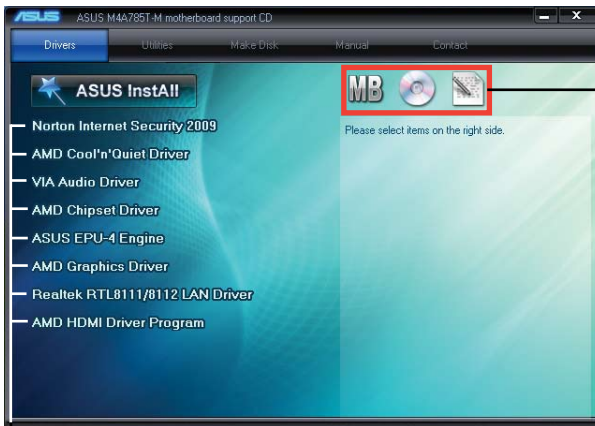 ASUS ASUS M4A785T-M motherboard support CD
Drivers Utilities Make Disk Manual Contact
ASUS InstAll
MB
Norton Internet Security 2009
Please select items on the right side.
AMD Cool'n'Quiet Driver
VIA Audio Driver
AMD Chipset Driver
ASUS EPU-4 Engine
AMD Graphics Driver
Realtek RTL8111/8112 LAN Driver
AMD HDMI Driver Program